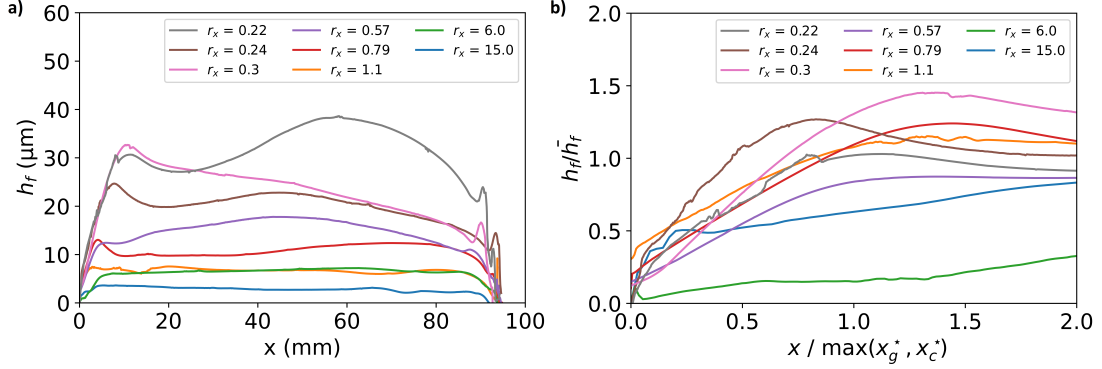 a)
60
50
40
30
20
10
0
h_f (μm)
r_x = 0.22
r_x = 0.24
r_x = 0.3
r_x = 0.57
r_x = 0.79
r_x = 1.1
r_x = 6.0
r_x = 15.0
0 20 40 60 80 100
x (mm)
b)
2.0
1.5
1.0
0.5
0.0
h_f/h̄_f
r_x = 0.22
r_x = 0.24
r_x = 0.3
r_x = 0.57
r_x = 0.79
r_x = 1.1
r_x = 6.0
r_x = 15.0
0.0 0.5 1.0 1.5 2.0
x / max(x_g^⋆, x_c^⋆)